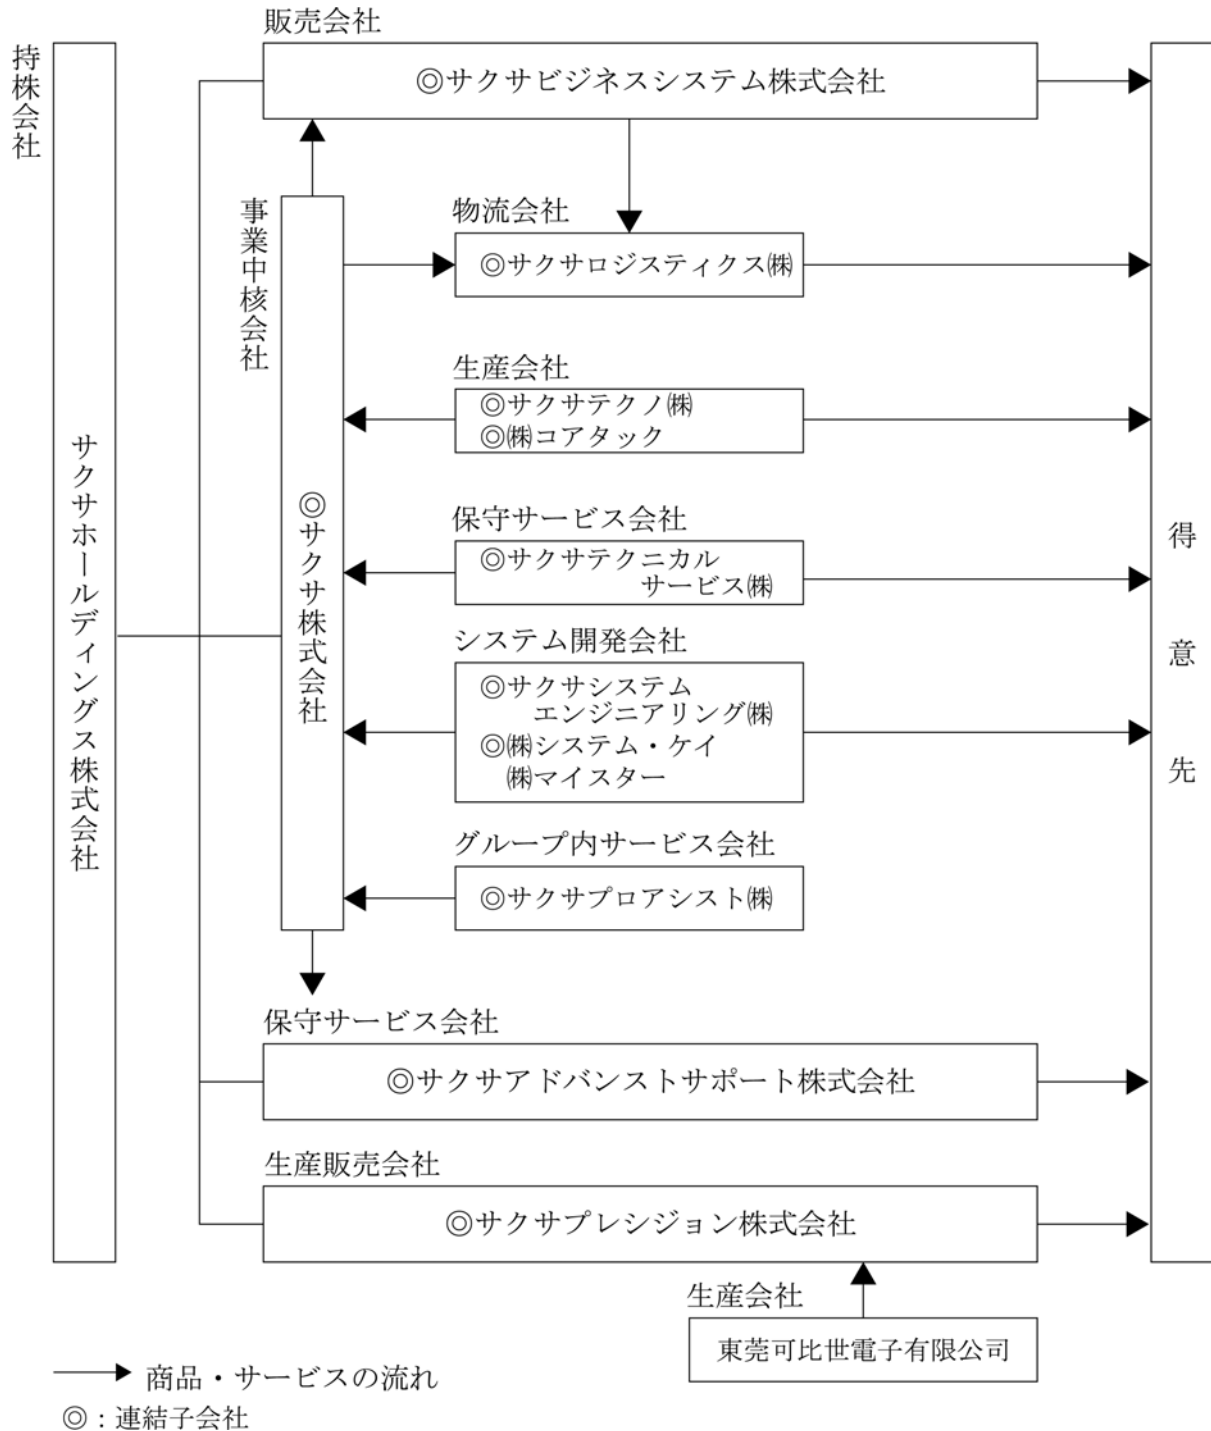 販売会社
持株会社
◎サクサビジネスシステム株式会社
事業中核会社
物流会社
◎サクサロジスティクス㈱
生産会社
◎サクサテクノ㈱
◎㈱コアタック
サクサホールディングス株式会社
◎サクサ株式会社
保守サービス会社
◎サクサテクニカル
サービス㈱
得意先
システム開発会社
◎サクサシステム
エンジニアリング㈱
◎㈱システム・ケイ
㈱マイスター
グループ内サービス会社
◎サクサプロアシスト㈱
保守サービス会社
◎サクサアドバンストサポート株式会社
生産販売会社
◎サクサプレシジョン株式会社
生産会社
東莞可比世電子有限公司
商品・サービスの流れ
◎：連結子会社